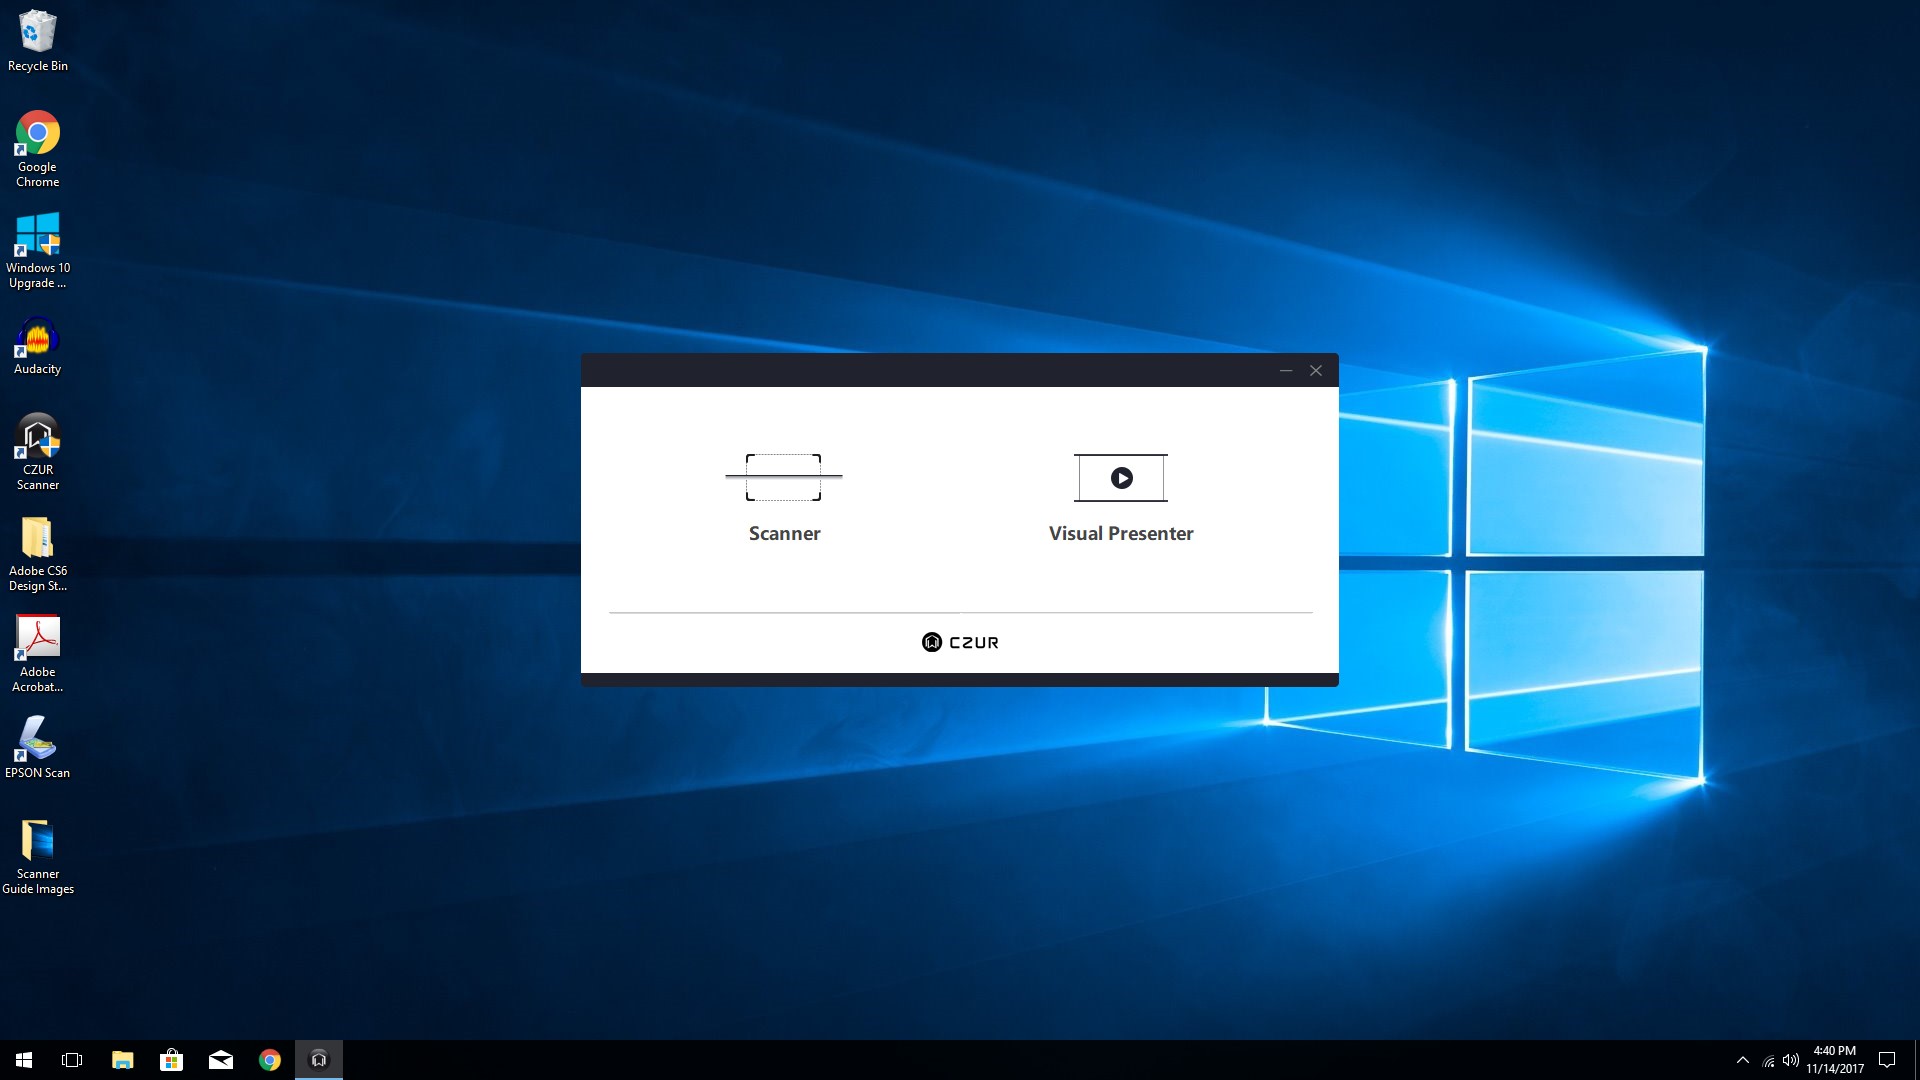 Recycle Bin
Google
Chrome
Windows 10
Upgrade ...
Audacity
CZUR
Scanner
Adobe CS6
Design St...
Adobe
Acrobat...
EPSON Scan
Scanner
Guide Images
Scanner
Visual Presenter
CZUR
4:40 PM
11/14/2017